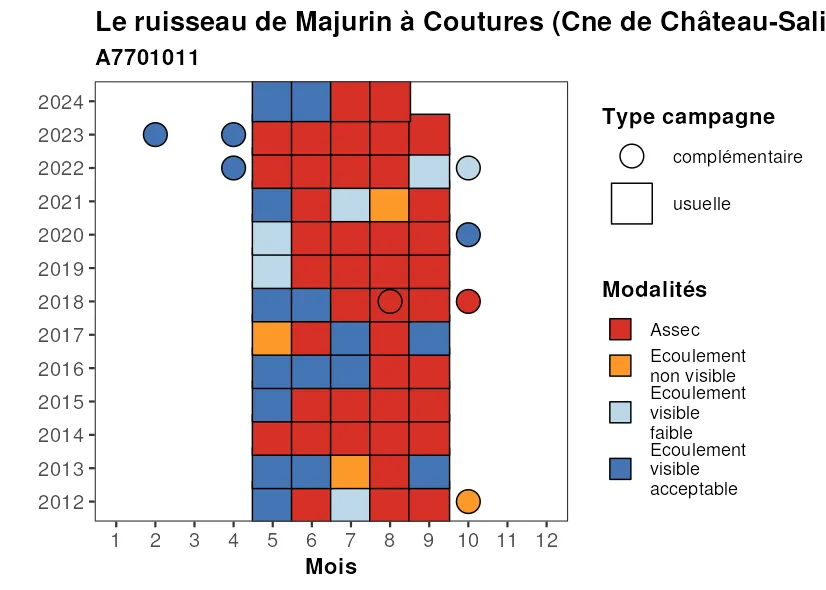 Le ruisseau de Majurin à Coutures (Cne de Château-Sali
A7701011
2024
2023
2022
2021
2020
2019
2018
2017
2016
2015
2014
2013
2012
1 2 3 4 5 6 7 8 9 10 11 12
Mois
Type campagne
complémentaire
usuelle
Modalités
Assec
Ecoulement
non visible
Ecoulement
visible
faible
Ecoulement
visible
acceptable